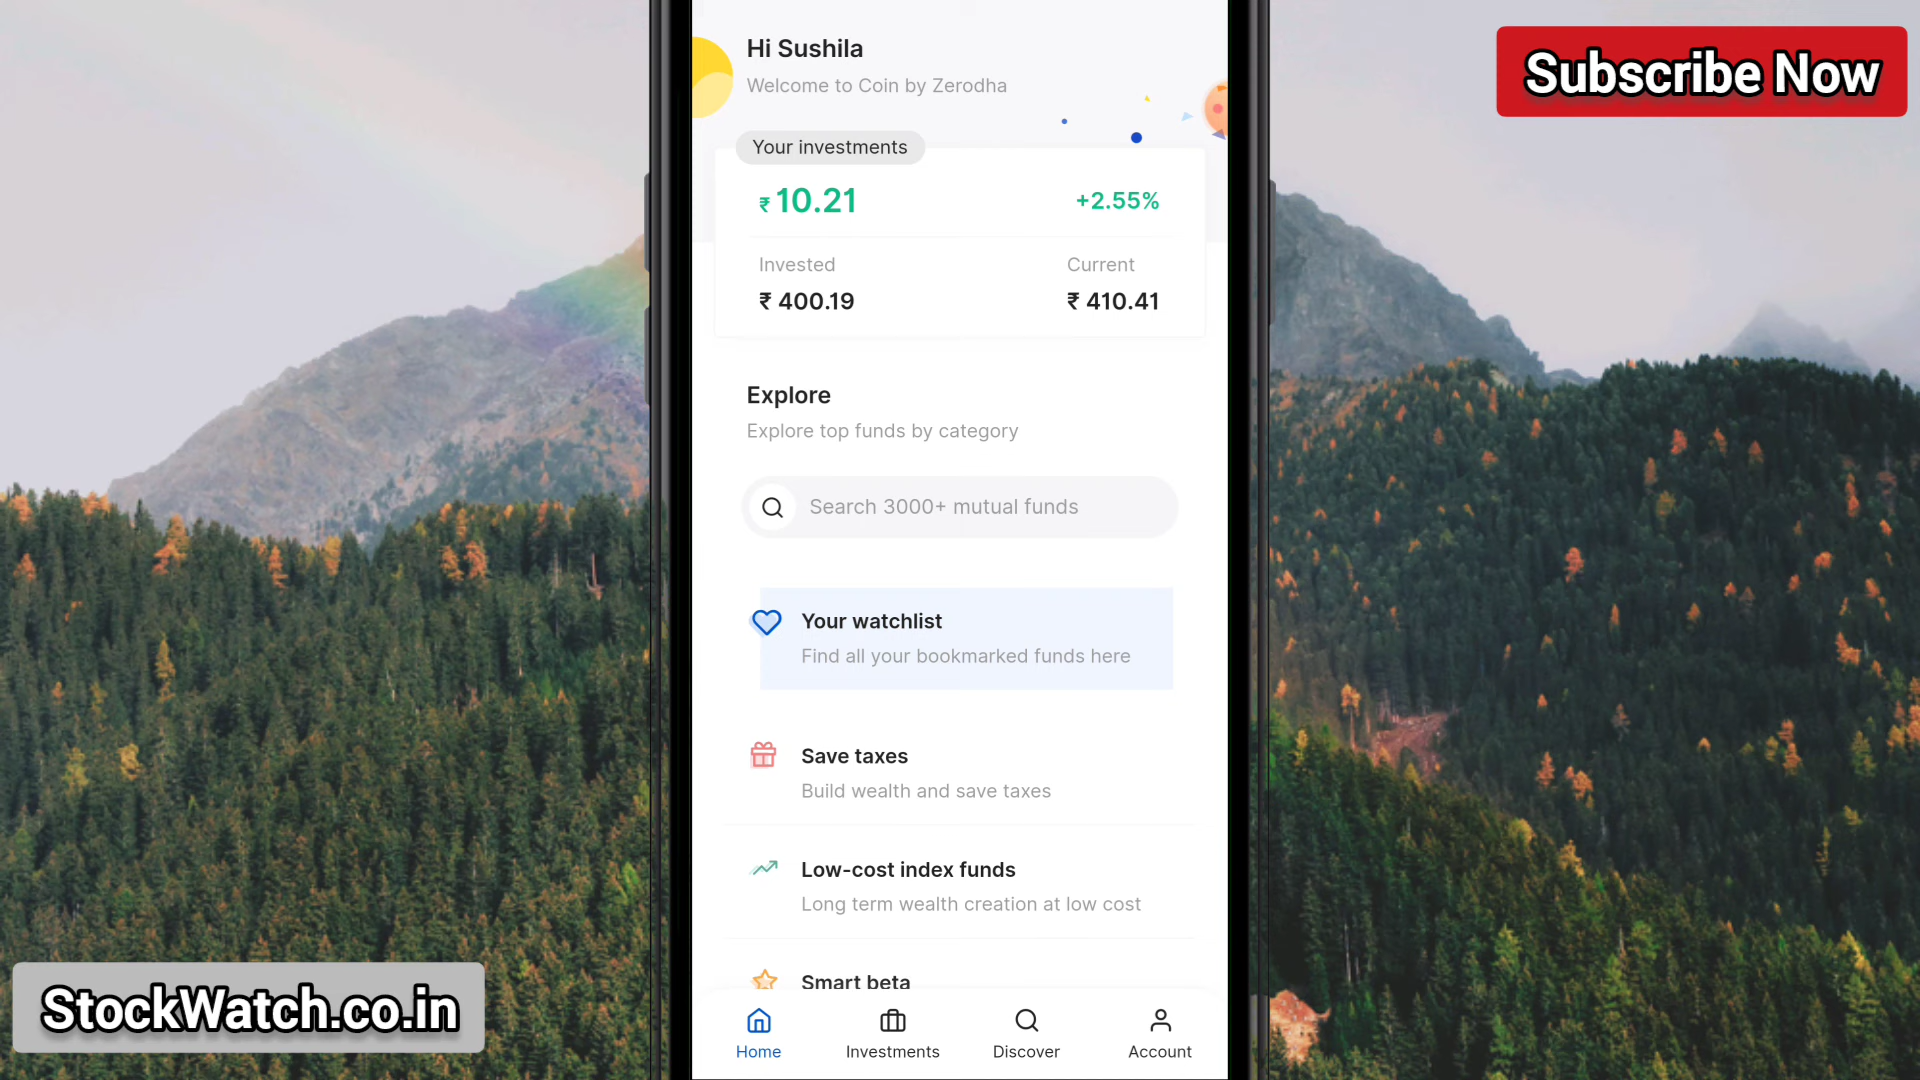 Hi Sushila
Welcome to Coin by Zerodha
Subscribe Now
Your investments
₹ 10.21
+2.55%
Invested
Current
₹ 400.19
₹ 410.41
Explore
Explore top funds by category
Search 3000+ mutual funds
Your watchlist
Find all your bookmarked funds here
Save taxes
Build wealth and save taxes
Low-cost index funds
Long term wealth creation at low cost
Smart beta
StockWatch.co.in
Home
Investments
Discover
Account